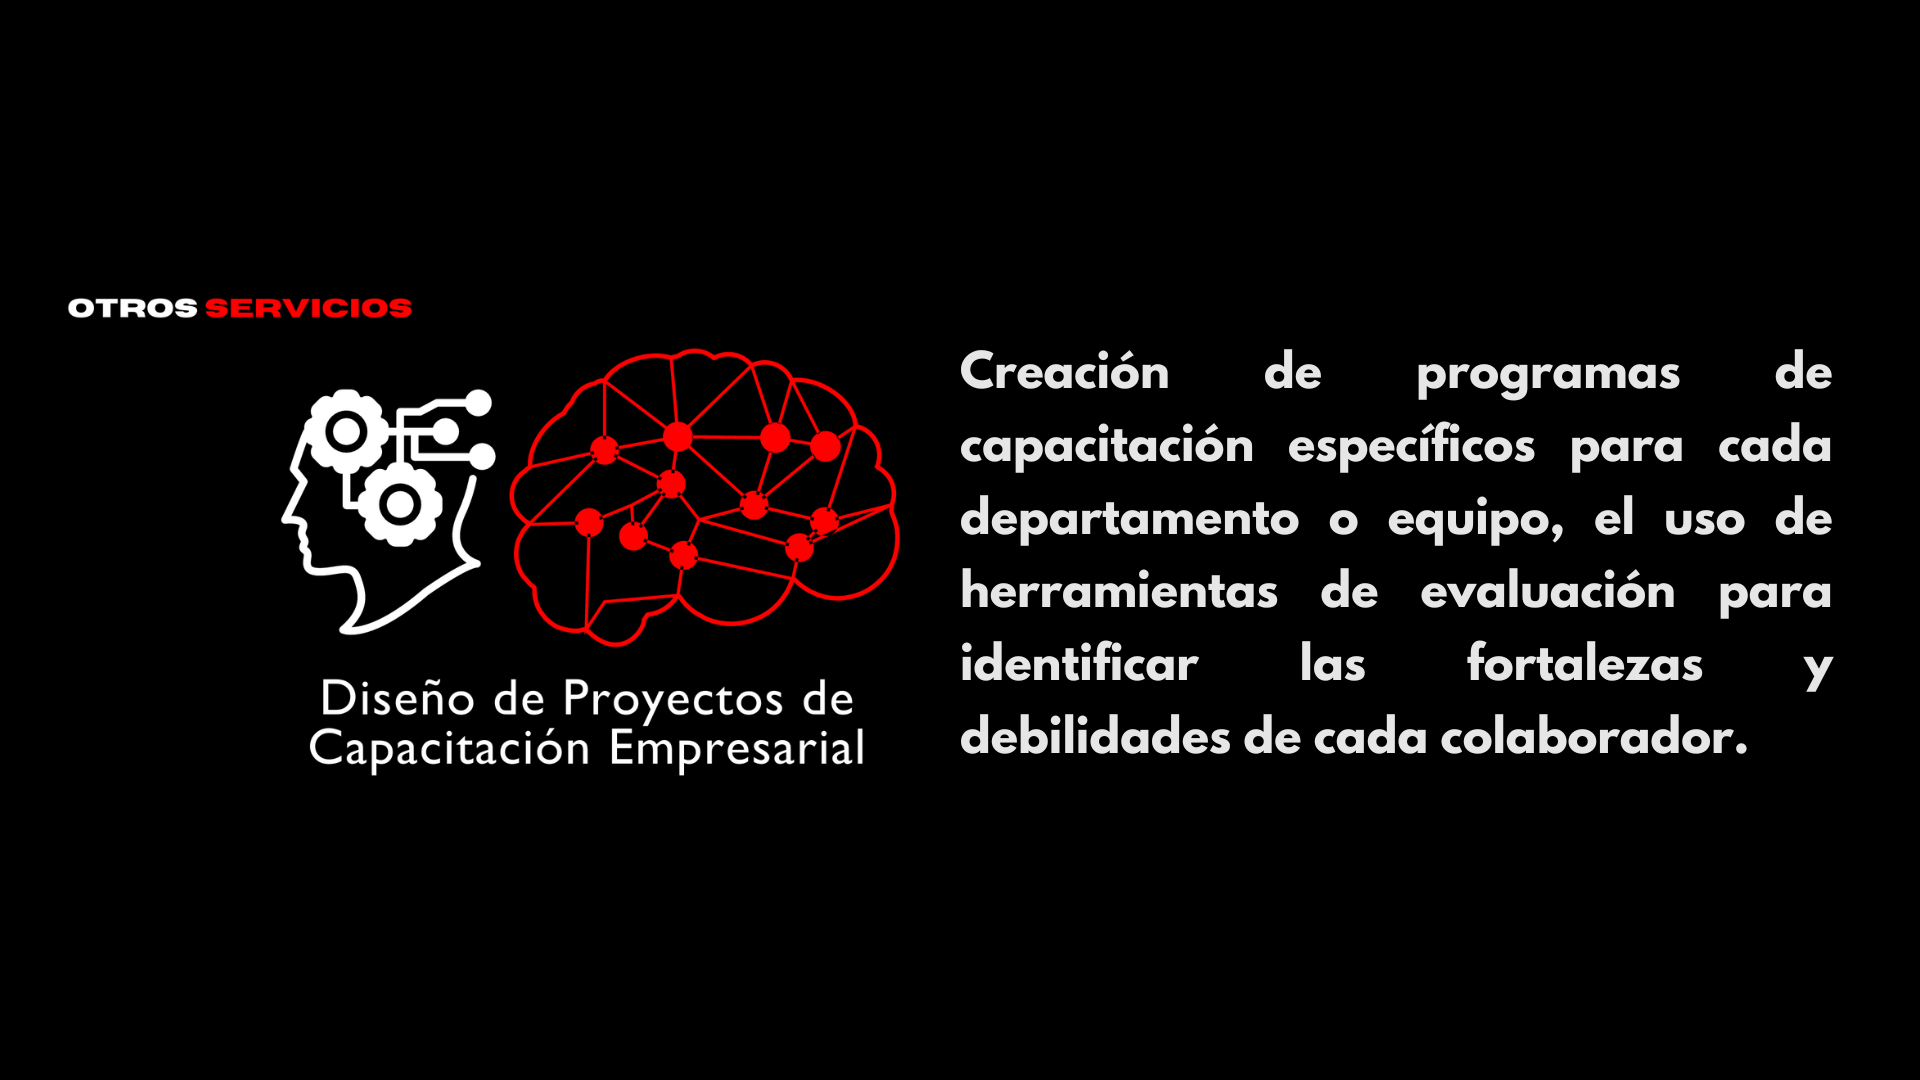 OTROS SERVICIOS
Diseño de Proyectos de
Capacitación Empresarial
Creación de programas de
capacitación específicos para cada
departamento o equipo, el uso de
herramientas de evaluación para
identificar las fortalezas y
debilidades de cada colaborador.